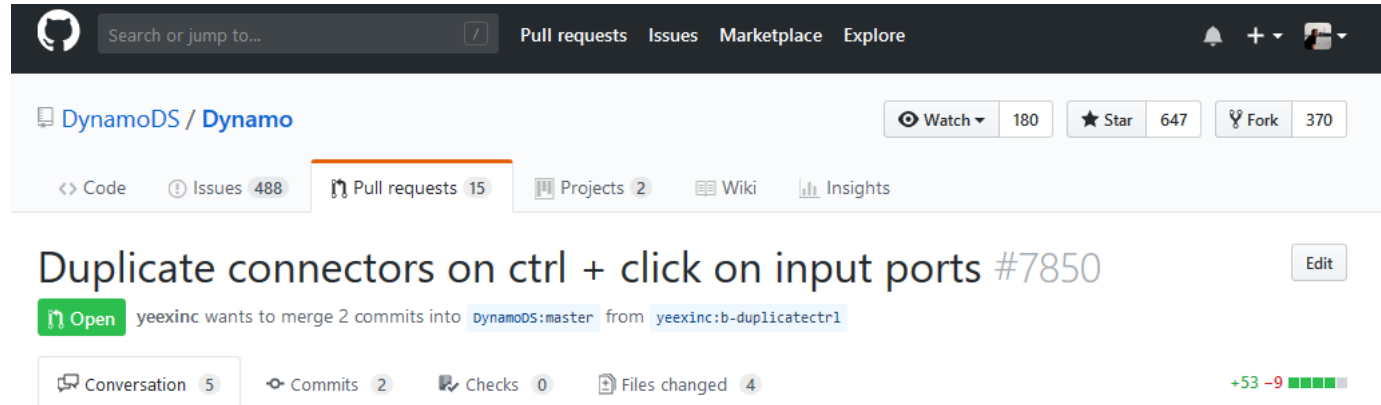 Search or jump to... / Pull requests Issues Marketplace Explore
DynamoDS / Dynamo Watch 180 Star 647 Fork 370
Code Issues 488 Pull requests 15 Projects 2 Wiki Insights
Duplicate connectors on ctrl + click on input ports #7850 Edit
Open yeexinc wants to merge 2 commits into DynamoDS:master from yeexinc:b-duplicatectrl
Conversation 5 Commits 2 Checks 0 Files changed 4 +53 −9